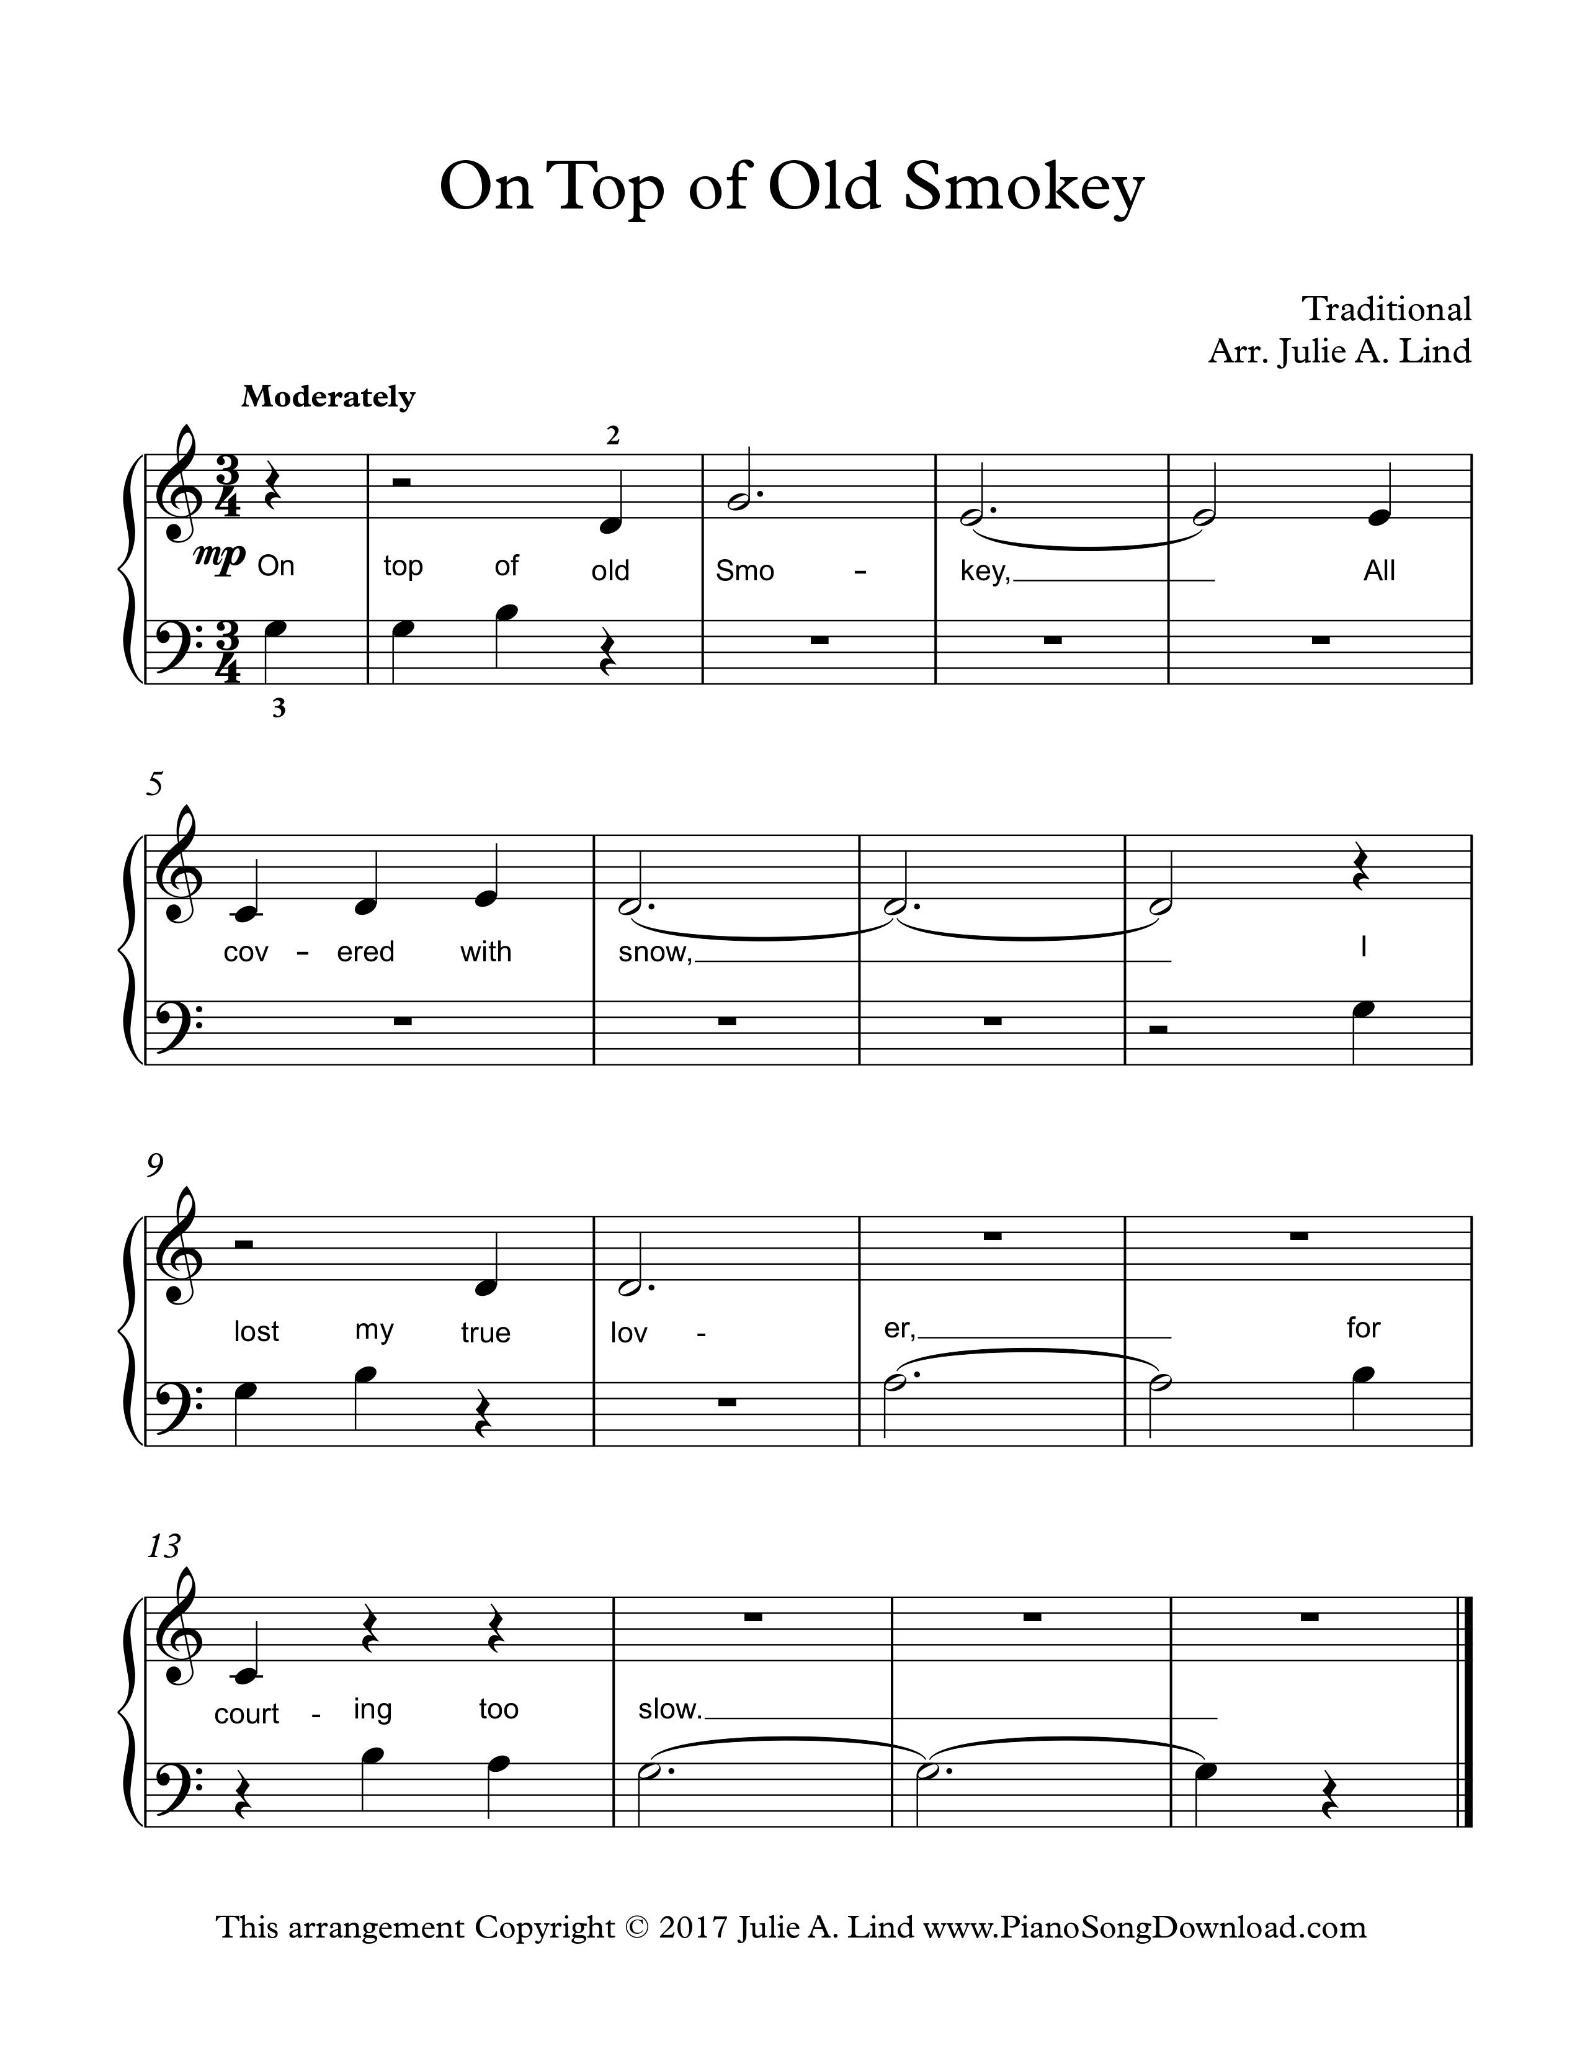 On Top of Old Smokey
Traditional
Arr. Julie A. Lind
Moderately
2
3
4
mp On top of old Smo - key, All
3
4
3
5
cov - ered with snow, I
9
lost my true lov - er, for
13
court - ing too slow.
This arrangement Copyright © 2017 Julie A. Lind www.PianoSongDownload.com